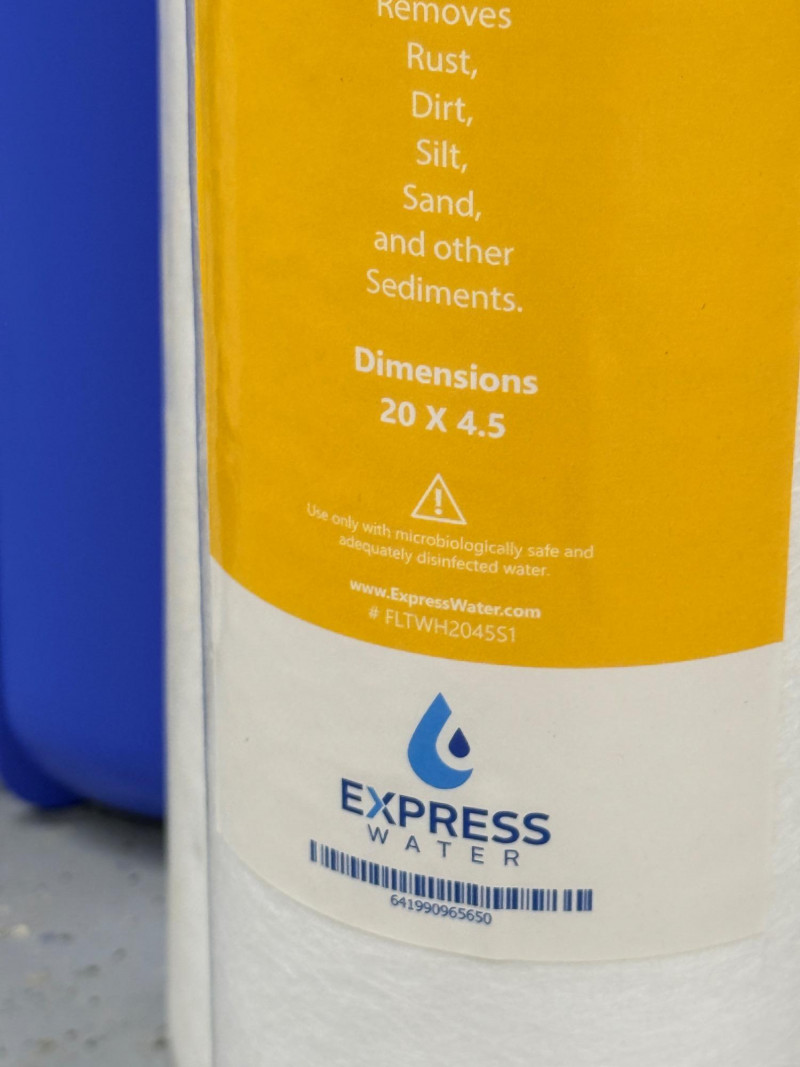 Removes
Rust,
Dirt,
Silt,
Sand,
and other
Sediments.
Dimensions
20 X 4.5
Use only with microbiologically safe and
adequately disinfected water.
www.ExpressWater.com
# FLTWH2045S1
EXPRESS
WATER
641990965650